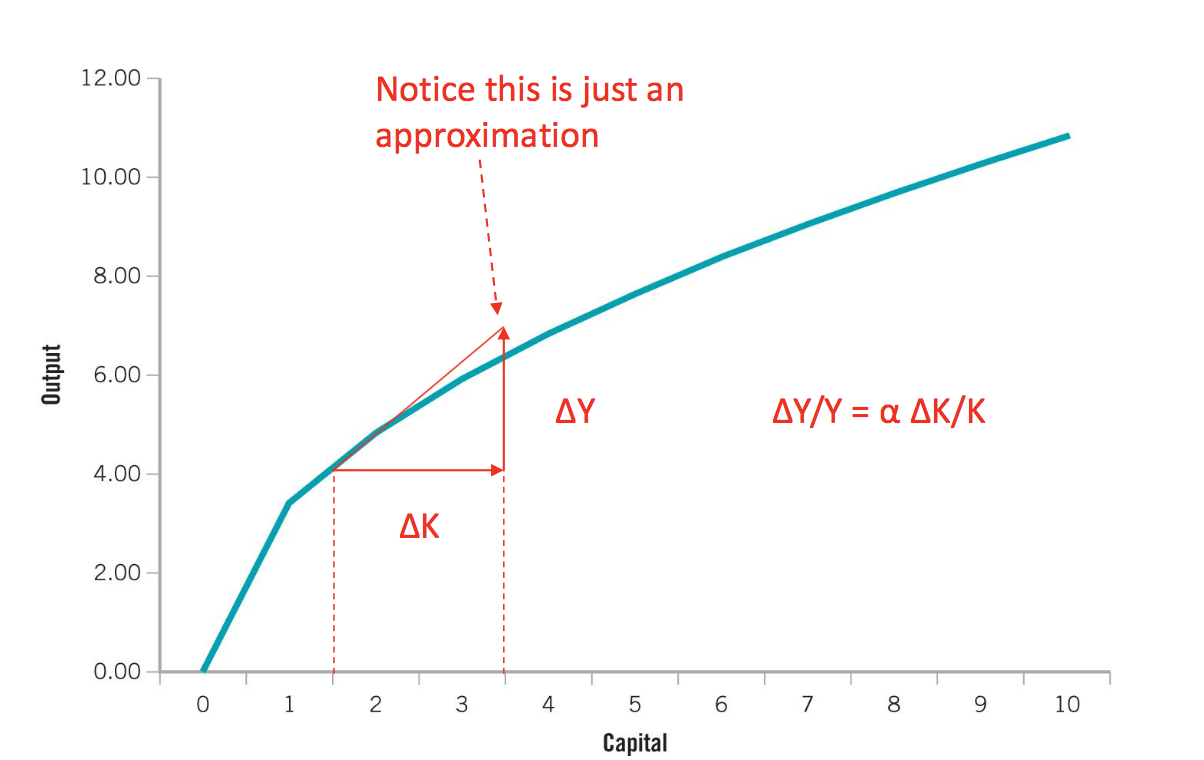 12.00
Notice this is just an
approximation
10.00
8.00
6.00
Output
ΔY
ΔY/Y = α ΔK/K
4.00
ΔK
2.00
0.00
0 1 2 3 4 5 6 7 8 9 10
Capital